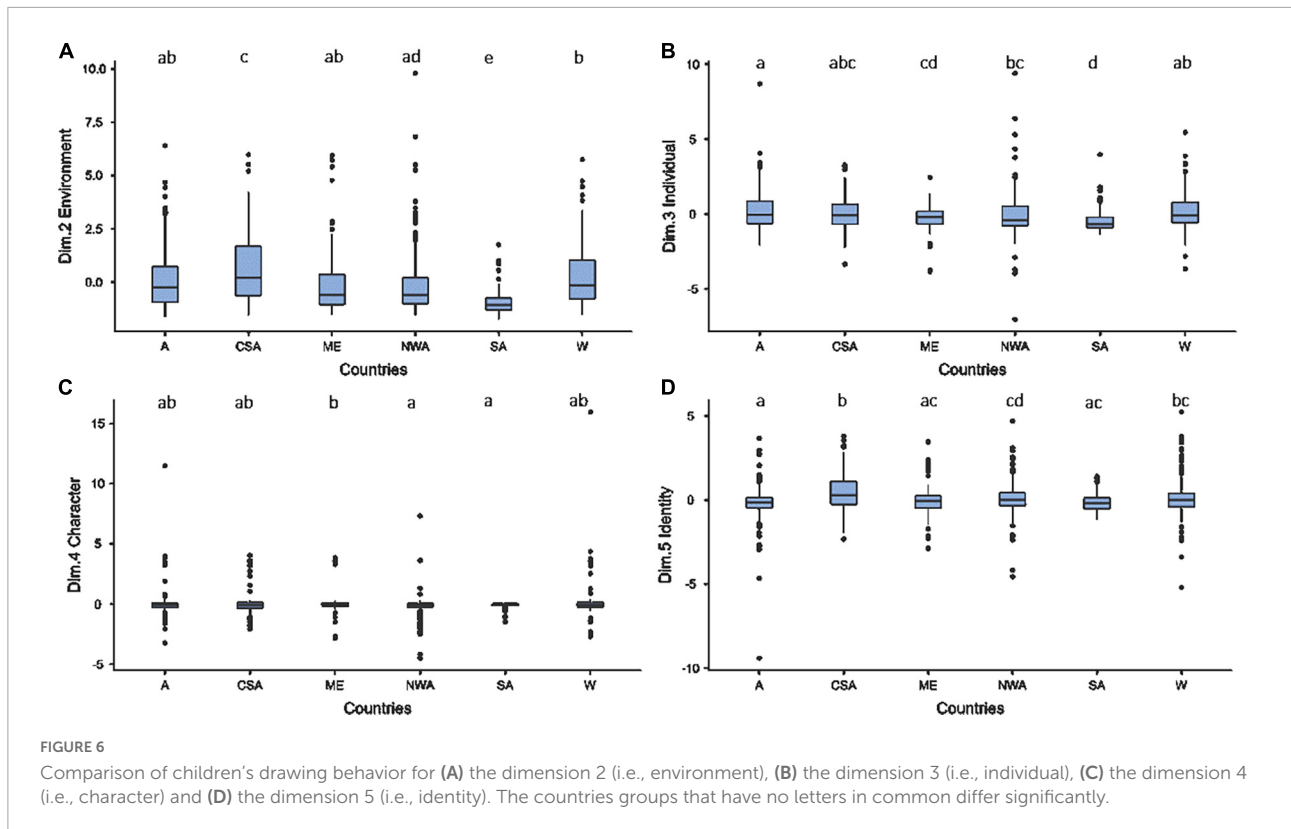 A
ab c ab ad e b
10.0
7.5
5.0
2.5
0.0
Dim.2 Environment
A CSA ME NWA SA W
Countries
B
a abc cd bc d ab
10
5
0
-5
Dim.3 Individual
A CSA ME NWA SA W
Countries
C
ab ab b a a ab
15
10
5
0
-5
Dim.4 Character
A CSA ME NWA SA W
Countries
D
a b ac cd ac bc
5
0
-5
-10
Dim.5 Identity
A CSA ME NWA SA W
Countries
FIGURE 6
Comparison of children's drawing behavior for (A) the dimension 2 (i.e., environment), (B) the dimension 3 (i.e., individual), (C) the dimension 4
(i.e., character) and (D) the dimension 5 (i.e., identity). The countries groups that have no letters in common differ significantly.